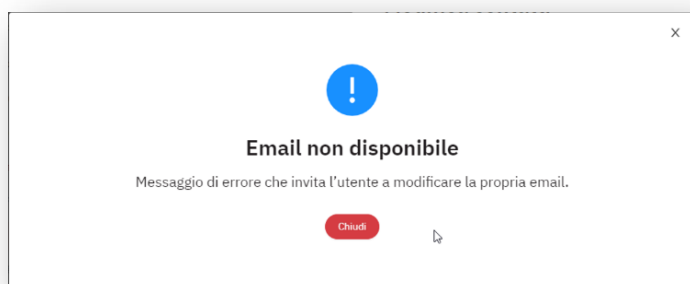 X
!
Email non disponibile
Messaggio di errore che invita l'utente a modificare la propria email.
Chiudi